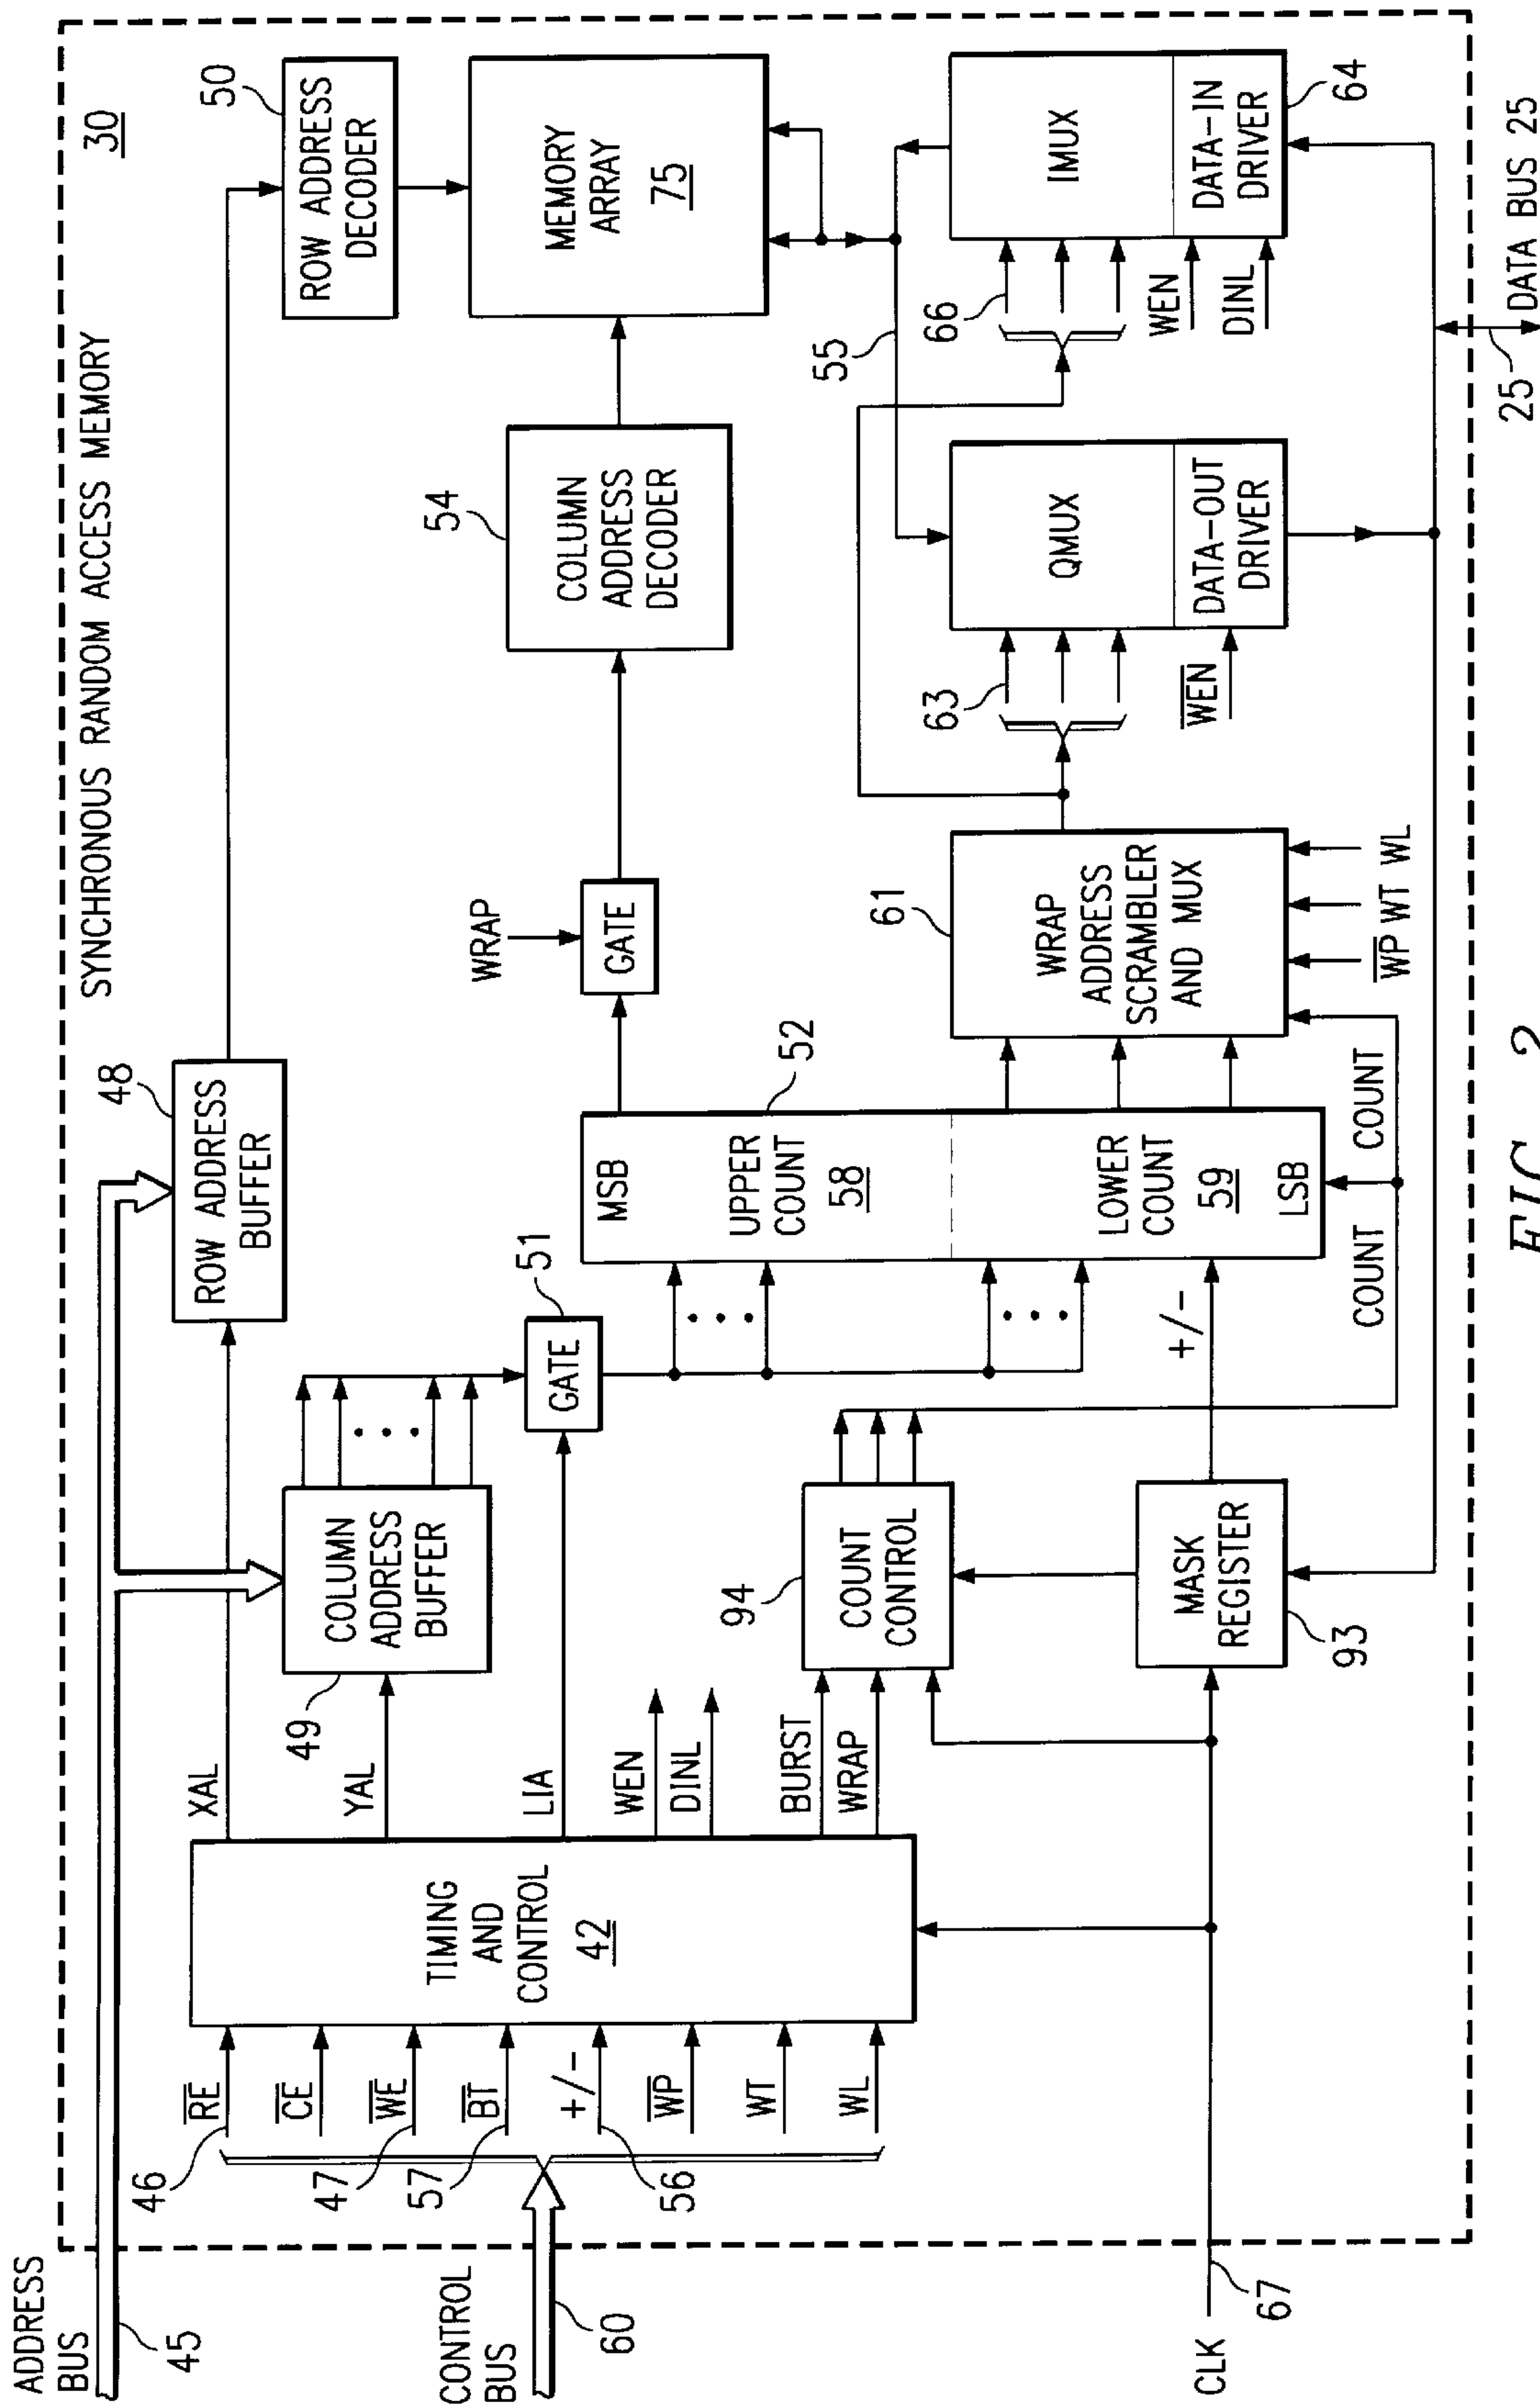 SYNCHRONOUS RANDOM ACCESS MEMORY
30
ADDRESS
BUS
45
CONTROL
BUS
60
CLK
67
46
47
57
56
RE
CE
WE
BT
+/-
WP
WT
WL
TIMING
AND
CONTROL
42
XAL
YAL
LIA
WEN
DINL
BURST
WRAP
49
COLUMN
ADDRESS
BUFFER
48
ROW ADDRESS
BUFFER
50
ROW ADDRESS
DECODER
GATE
51
94
COUNT
CONTROL
MASK
REGISTER
93
+/-
COUNT
COUNT
MSB
UPPER
COUNT
58
LOWER
COUNT
59
LSB
52
WRAP
GATE
54
COLUMN
ADDRESS
DECODER
MEMORY
ARRAY
75
61
WRAP
ADDRESS
SCRAMBLER
AND MUX
WP WT WL
63
WEN
QMUX
DATA-OUT
DRIVER
55
66
WEN
DINL
IMUX
DATA-IN
DRIVER
64
25
DATA BUS 25
FIG. 2